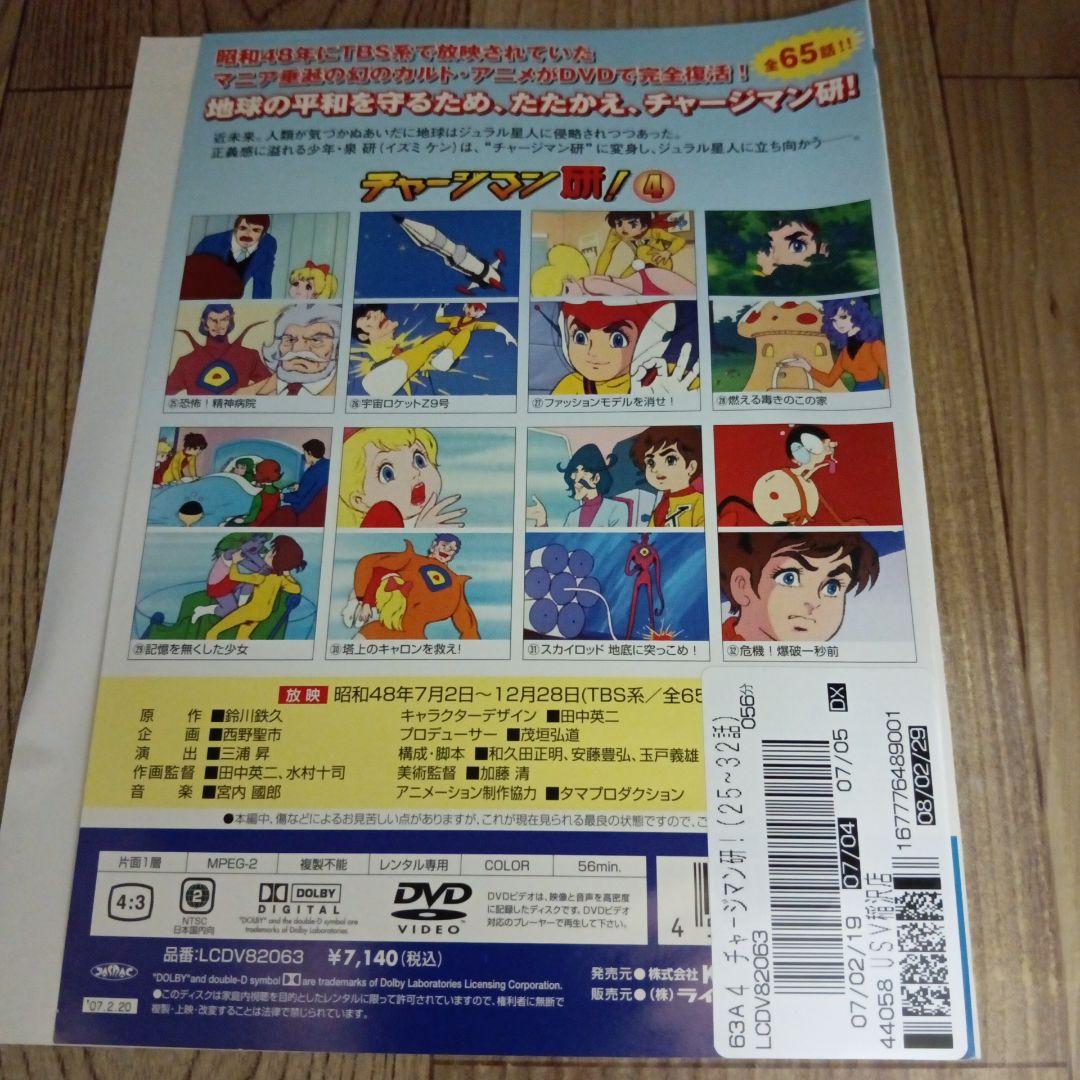 昭和48年にTBS系で放映されていた
マニア垂涎の幻のカルト・アニメがDVDで完全復活!
全65話!!
地球の平和を守るため、たたかえ、チャージマン研!
近未来。人類が気づかぬあいだに地球はジュラル星人に侵略されつつあった。
正義感に溢れる少年・泉 研(イズミ ケン)は、“チャージマン研”に変身し、ジュラル星人に立ち向かう――。
チャージマン 研! 4
㉕恐怖!精神病院
㉖宇宙ロケットZ9号
㉗ファッションモデルを消せ!
㉘燃える毒きのこの家
㉙記憶を無くした少女
㉚塔上のキャロンを救え!
㉛スカイロッド 地底に突っこめ!
㉜危機!爆破一秒前
放映 昭和48年7月2日〜12月28日(TBS系/全65
原作 ■鈴川鉄久
キャラクターデザイン ■田中英二
企画 ■西野聖市
プロデューサー ■茂垣弘道
演出 ■三浦 昇
構成・脚本 ■和久田正明、安藤豊弘、玉戸義雄
作画監督 ■田中英二、水村十司
美術監督 ■加藤 清
音楽 ■宮内 國郎
アニメーション制作協力 ■タマプロダクション
●本編中、傷などによるお見苦しい点がありますが、これが現在見られる最良の状態ですので、ご
片面1層 MPEG-2 複製不能 レンタル専用 COLOR 56min.
4:3
2
NTSC
日本国内向
DOLBY
DIGITAL
"DOLBY" and the double-D symbol are
trademarks of Dolby Laboratories.
DVD
VIDEO
DVDビデオは、映像と音声を高密度
に記録したディスクです。DVDビデオ
対応のプレーヤーで再生して下さい。
4
品番:LCDV82063 ¥7,140(税込)
JASRAC
'07.2.20
"DOLBY"and double-D symbol are trademarks of Dolby Laboratories Licensing Corporation.
●このディスクは家庭内視聴を目的としたレンタルに限って許可されていますので、権利者に無断で
複製・上映・改変することは法律で禁じられています。
発売元●株式会社
販売元●(株)ライ
63A 4 チャージマン研!(25〜32話)
LCDV82063
056分
07/02/19 07/04 07/05 DX
44058 USV稲沢店
1677764890​01
08/02/29